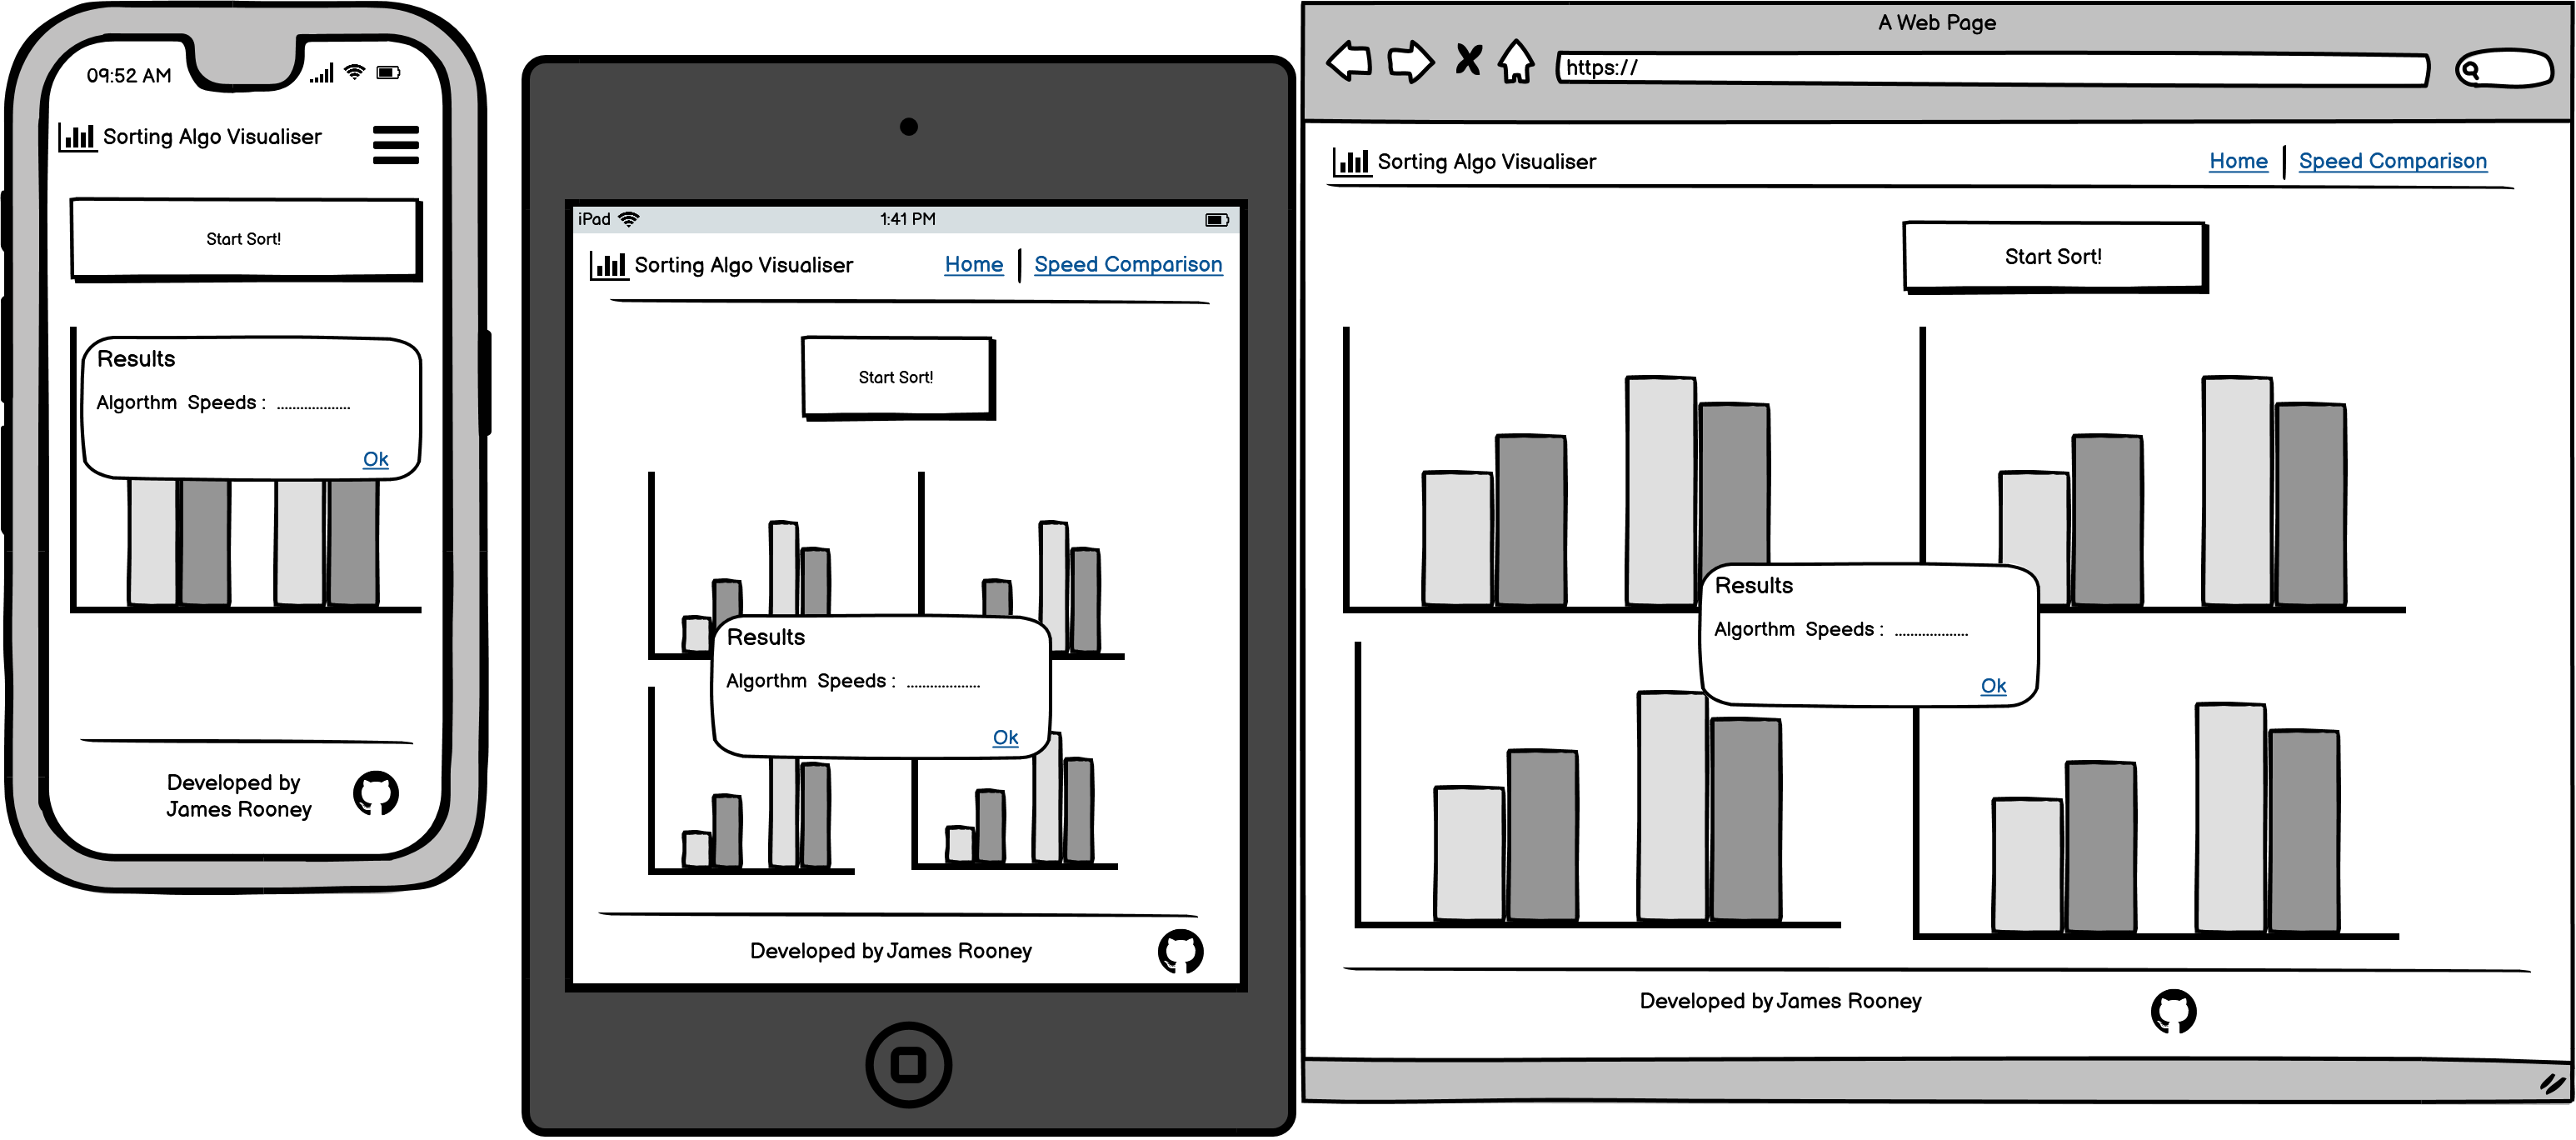 09:52 AM
Sorting Algo Visualiser
Start Sort!
Results
Algorthm Speeds : ...................
Ok
Developed by
James Rooney
iPad 1:41 PM
Sorting Algo Visualiser Home Speed Comparison
Start Sort!
Results
Algorthm Speeds : ...................
Ok
Developed by James Rooney
A Web Page
https://
Sorting Algo Visualiser Home Speed Comparison
Start Sort!
Results
Algorthm Speeds : ...................
Ok
Developed by James Rooney